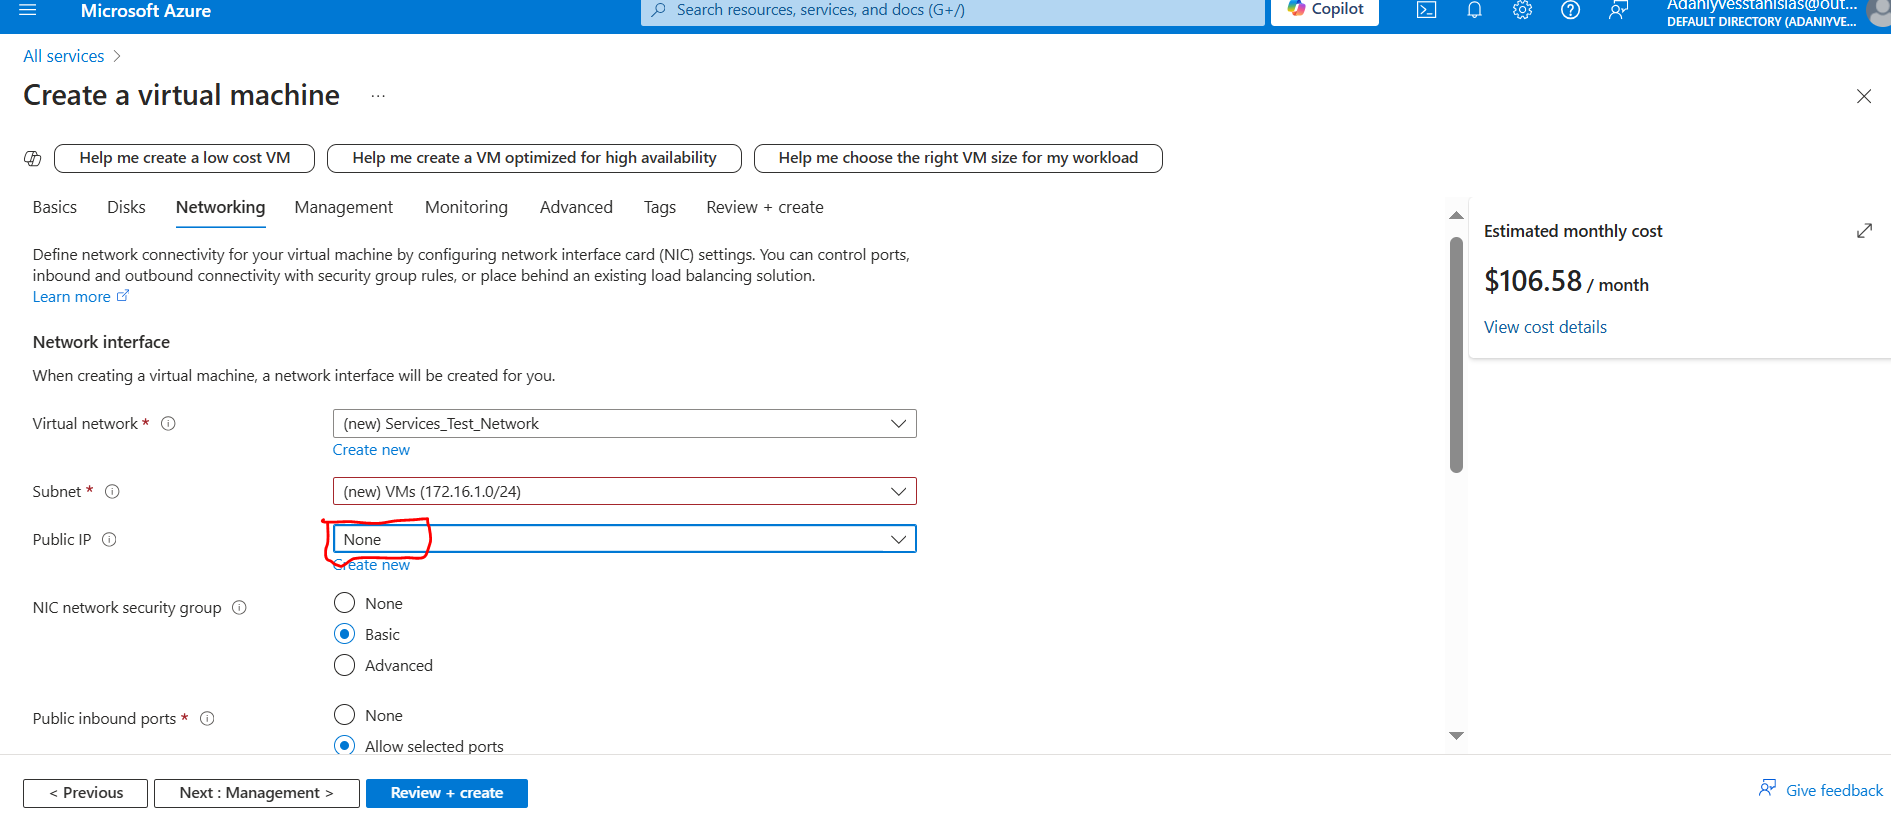 Microsoft Azure
Search resources, services, and docs (G+/)
Copilot
Adaniyvesstanislas@out...
DEFAULT DIRECTORY (ADANIYVE...
All services
Create a virtual machine
...
Help me create a low cost VM
Help me create a VM optimized for high availability
Help me choose the right VM size for my workload
Basics Disks Networking Management Monitoring Advanced Tags Review + create
Define network connectivity for your virtual machine by configuring network interface card (NIC) settings. You can control ports,
inbound and outbound connectivity with security group rules, or place behind an existing load balancing solution.
Learn more
Network interface
When creating a virtual machine, a network interface will be created for you.
Virtual network *
(new) Services_Test_Network
Create new
Subnet *
(new) VMs (172.16.1.0/24)
Public IP
None
Create new
NIC network security group
None
Basic
Advanced
Public inbound ports *
None
Allow selected ports
Estimated monthly cost
$106.58 / month
View cost details
< Previous
Next : Management >
Review + create
Give feedback